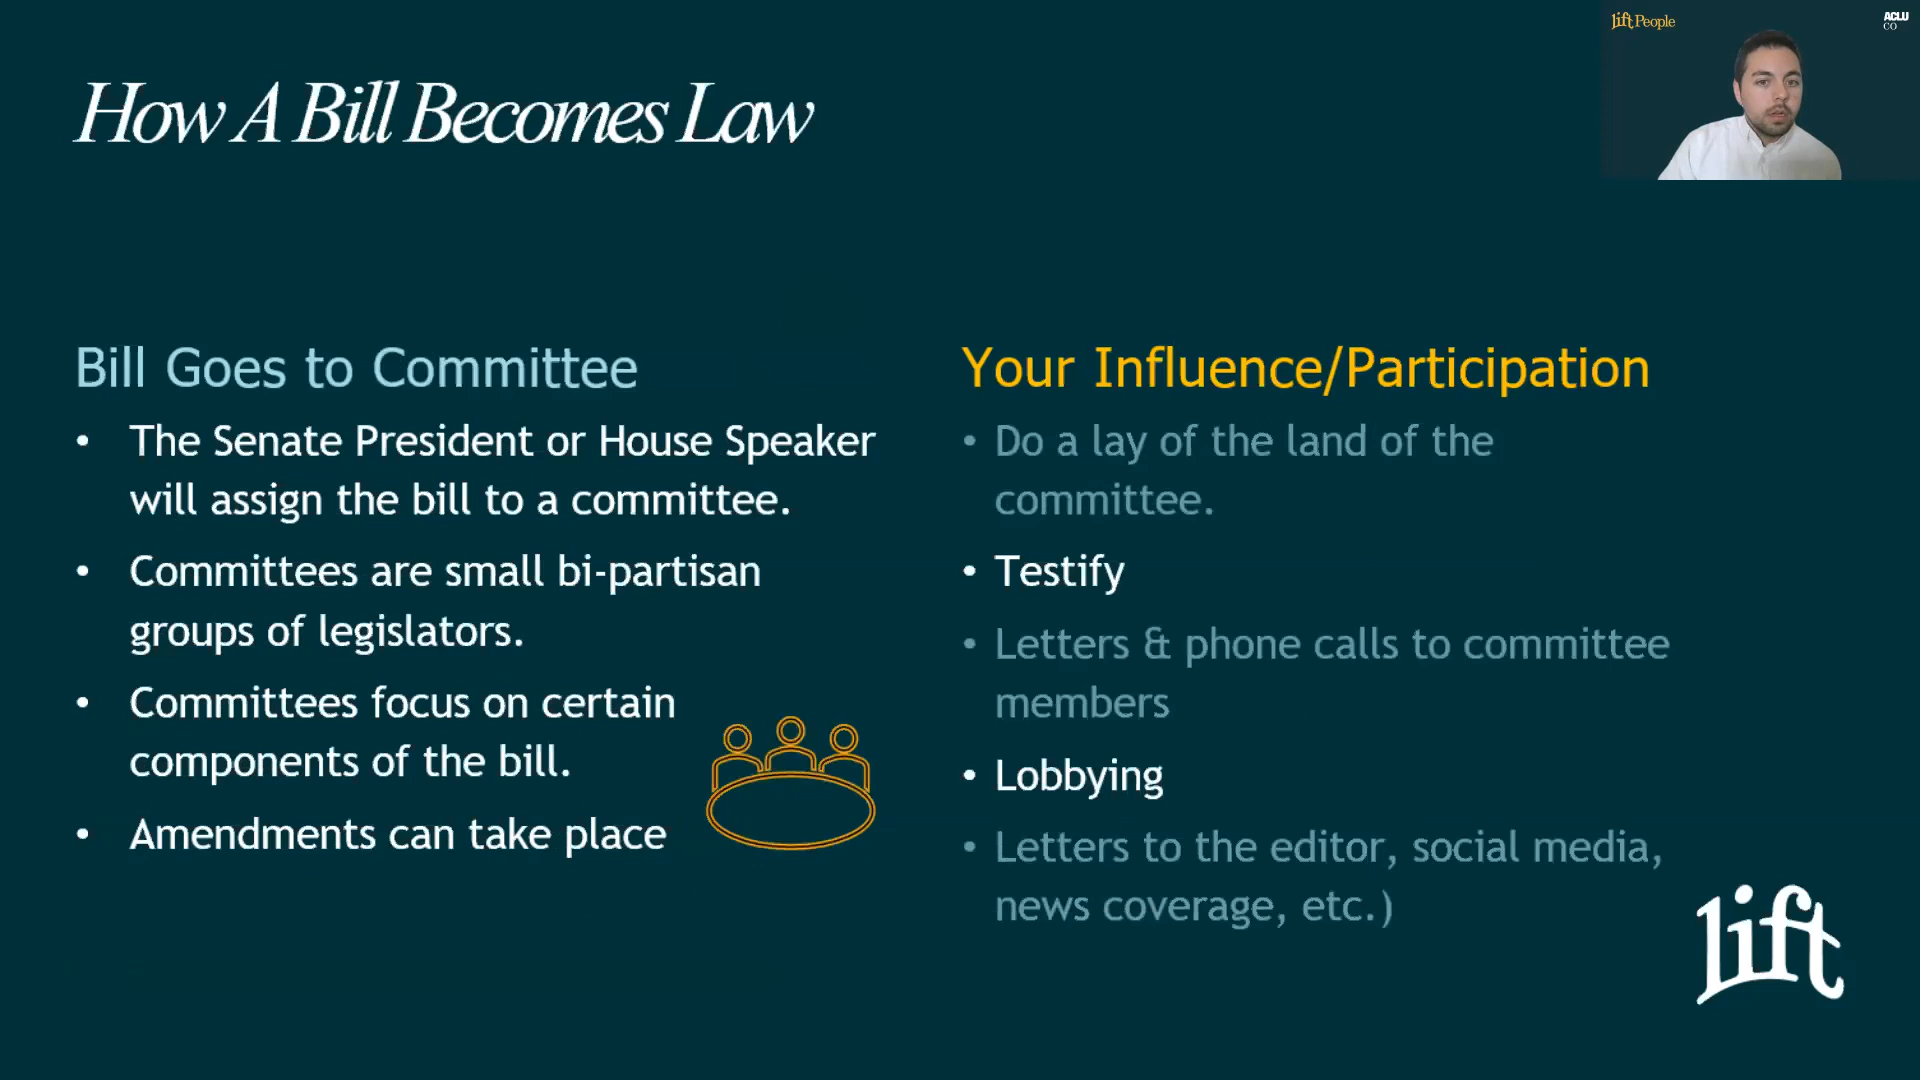 lift People
ACLU
CO
How A Bill Becomes Law
Bill Goes to Committee
• The Senate President or House Speaker
will assign the bill to a committee.
• Committees are small bi-partisan
groups of legislators.
• Committees focus on certain
components of the bill.
• Amendments can take place
Your Influence/Participation
• Do a lay of the land of the
committee.
• Testify
• Letters & phone calls to committee
members
• Lobbying
• Letters to the editor, social media,
news coverage, etc.)
lift